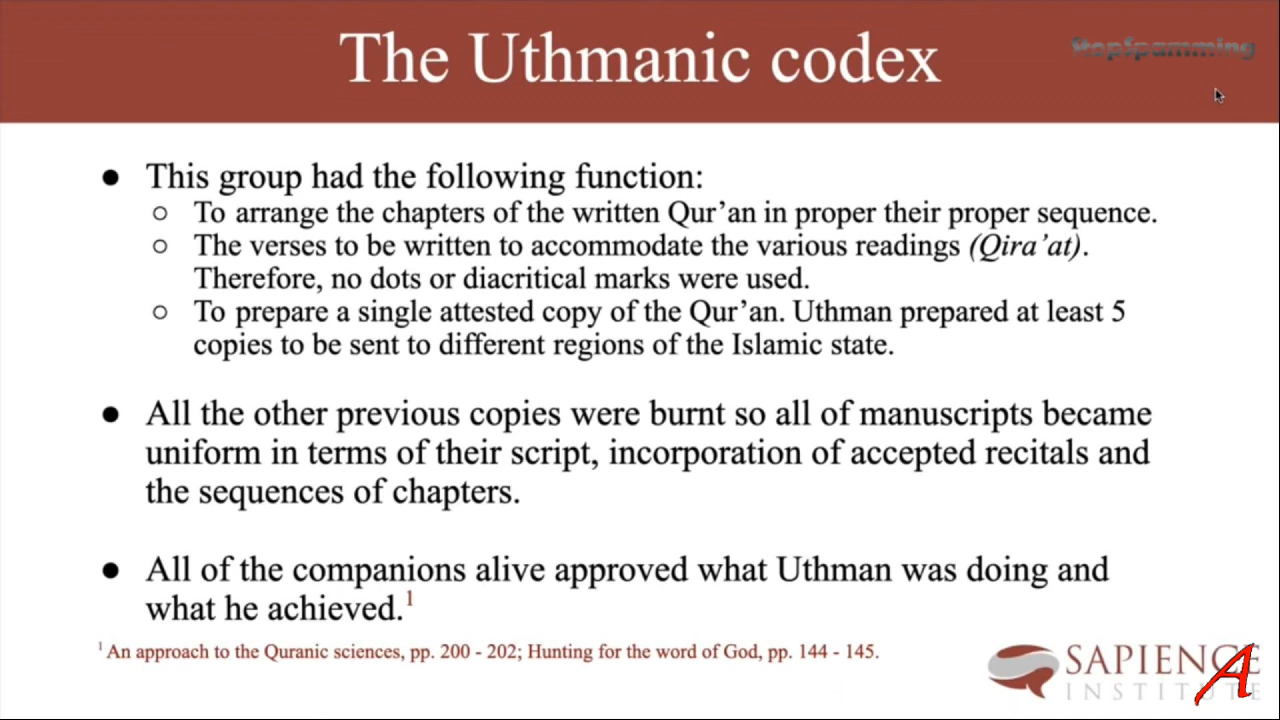 The Uthmanic codex
StopSpamming
● This group had the following function:
○ To arrange the chapters of the written Qur’an in proper their proper sequence.
○ The verses to be written to accommodate the various readings (Qira’at).
Therefore, no dots or diacritical marks were used.
○ To prepare a single attested copy of the Qur’an. Uthman prepared at least 5
copies to be sent to different regions of the Islamic state.
● All the other previous copies were burnt so all of manuscripts became
uniform in terms of their script, incorporation of accepted recitals and
the sequences of chapters.
● All of the companions alive approved what Uthman was doing and
what he achieved.¹
¹ An approach to the Quranic sciences, pp. 200 - 202; Hunting for the word of God, pp. 144 - 145.
SAPIENCE
INSTITUTE
A